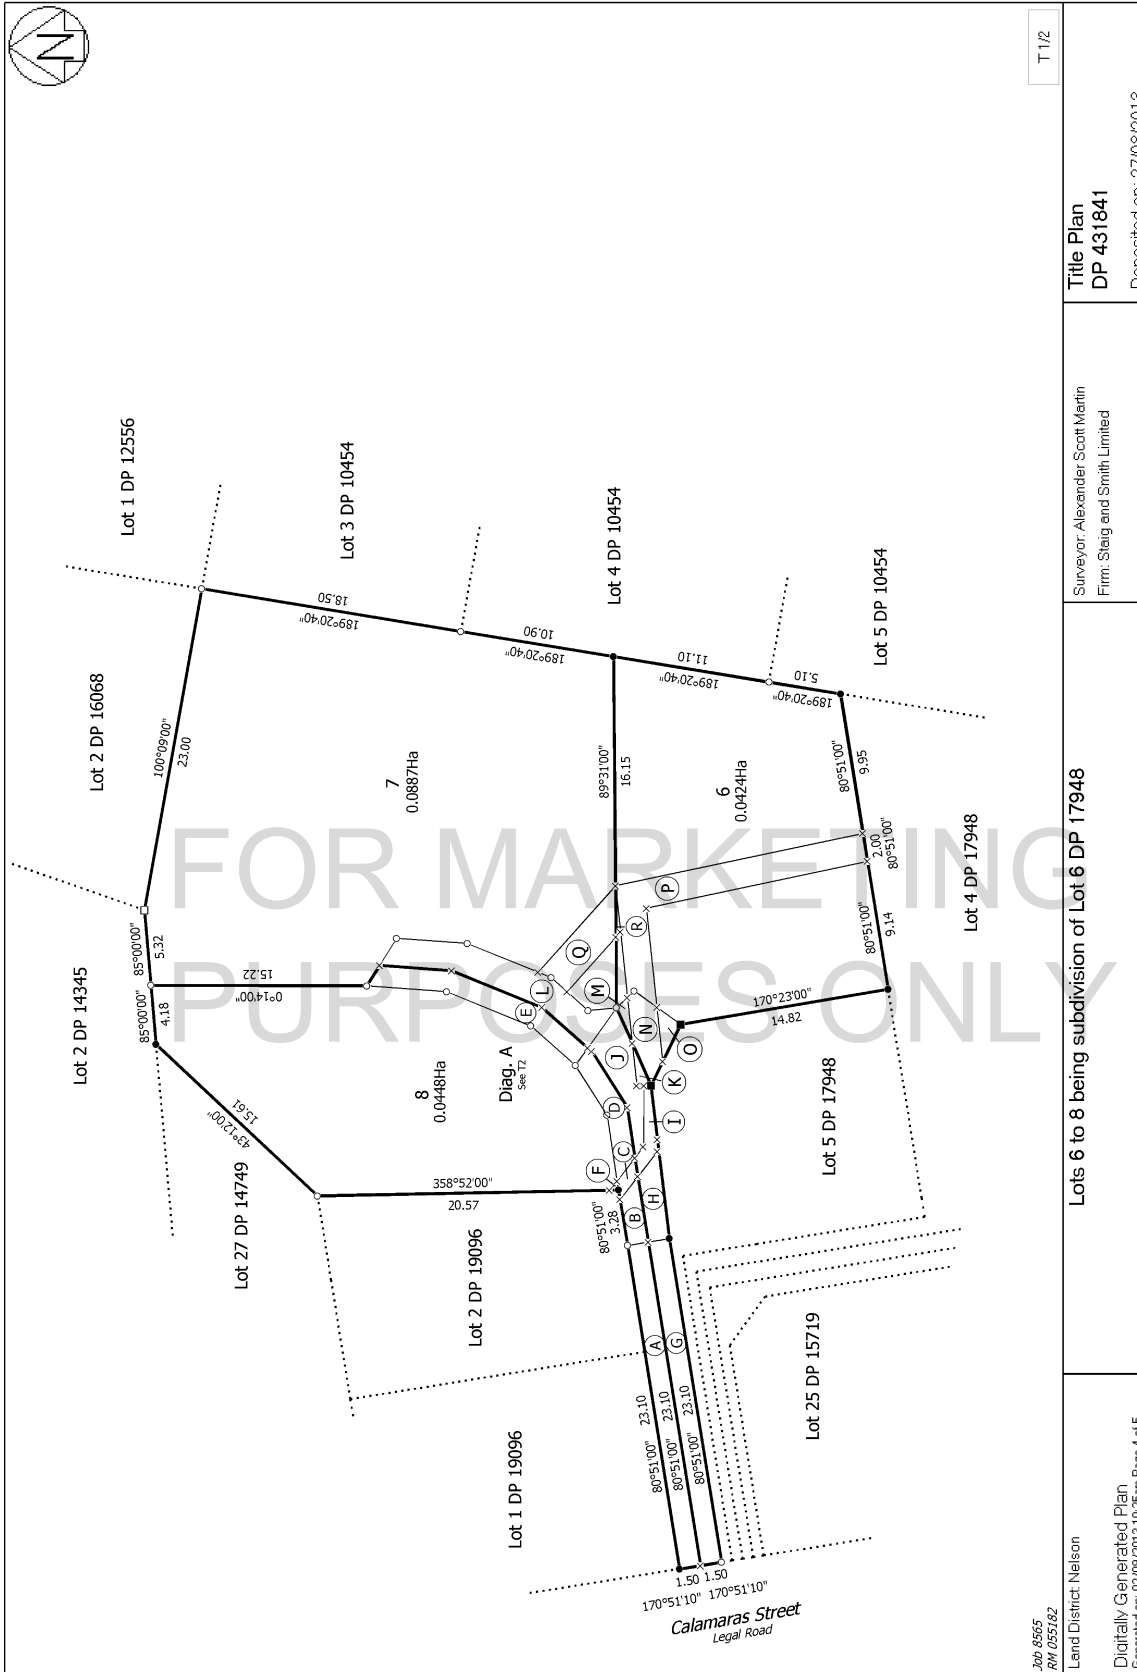 N
T 1/2
Lot 1 DP 12556
Lot 3 DP 10454
Lot 4 DP 10454
Lot 5 DP 10454
Lot 2 DP 16068
Lot 2 DP 14345
Lot 27 DP 14749
Lot 2 DP 19096
Lot 1 DP 19096
Lot 4 DP 17948
Lot 5 DP 17948
Lot 25 DP 15719
18.50
189°20'40"
10.90
189°20'40"
11.10
189°20'40"
5.10
189°20'40"
100°09'00"
23.00
85°00'00"
5.32
85°00'00"
4.18
15.22
0°14'00"
43°12'00"
15.61
358°52'00"
20.57
89°31'00"
16.15
80°51'00"
9.95
2.00
80°51'00"
80°51'00"
9.14
170°23'00"
14.82
80°51'00"
3.28
7
0.0887Ha
6
0.0424Ha
8
0.0448Ha
Diag. A
See T2
P
R
Q
M
L
E
N
O
J
K
D
I
C
F
H
B
A
G
80°51'00" 23.10
80°51'00" 23.10
80°51'00" 23.10
1.50 1.50
170°51'10" 170°51'10"
Calamaras Street
Legal Road
FOR MARKETING
PURPOSES ONLY
Job 8565
RM 055182
Land District: Nelson
Digitally Generated Plan
Lots 6 to 8 being subdivision of Lot 6 DP 17948
Surveyor: Alexander Scott Martin
Firm: Staig and Smith Limited
Title Plan
DP 431841